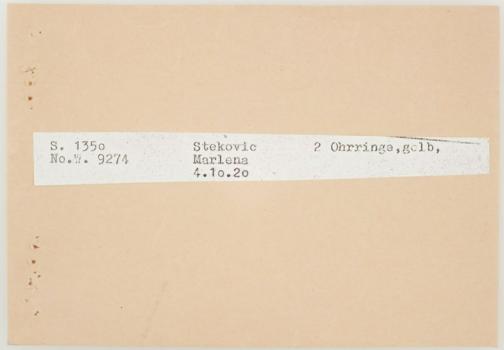 S. 135o Stekovic 2 Ohrringe,gelb,
No.W. 9274 Marlena
4.1o.2o